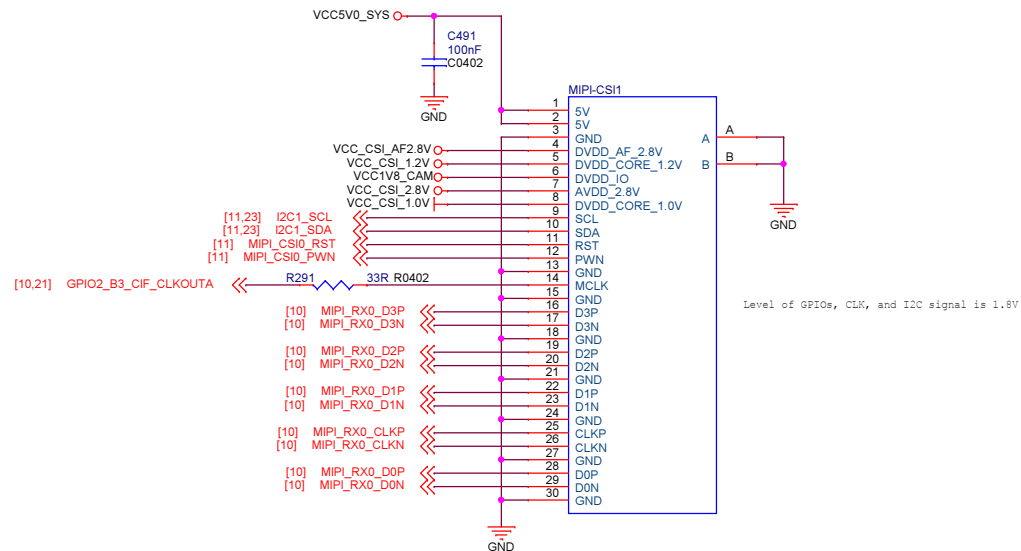 VCC5V0_SYS
C491
100nF
C0402
GND
MIPI-CSI1
1 5V
2 5V
3 GND
VCC_CSI_AF2.8V 4 DVDD_AF_2.8V
VCC_CSI_1.2V 5 DVDD_CORE_1.2V
VCC1V8_CAM 6 DVDD_IO
VCC_CSI_2.8V 7 AVDD_2.8V
VCC_CSI_1.0V 8 DVDD_CORE_1.0V
[11,23] I2C1_SCL 9 SCL
[11,23] I2C1_SDA 10 SDA
[11] MIPI_CSI0_RST 11 RST
[11] MIPI_CSI0_PWN 12 PWN
13 GND
[10,21] GPIO2_B3_CIF_CLKOUTA R291 33R R0402 14 MCLK
15 GND
[10] MIPI_RX0_D3P 16 D3P
[10] MIPI_RX0_D3N 17 D3N
18 GND
[10] MIPI_RX0_D2P 19 D2P
[10] MIPI_RX0_D2N 20 D2N
21 GND
[10] MIPI_RX0_D1P 22 D1P
[10] MIPI_RX0_D1N 23 D1N
24 GND
[10] MIPI_RX0_CLKP 25 CLKP
[10] MIPI_RX0_CLKN 26 CLKN
27 GND
[10] MIPI_RX0_D0P 28 D0P
[10] MIPI_RX0_D0N 29 D0N
30 GND
GND
A A
B B
GND
Level of GPIOs, CLK, and I2C signal is 1.8V